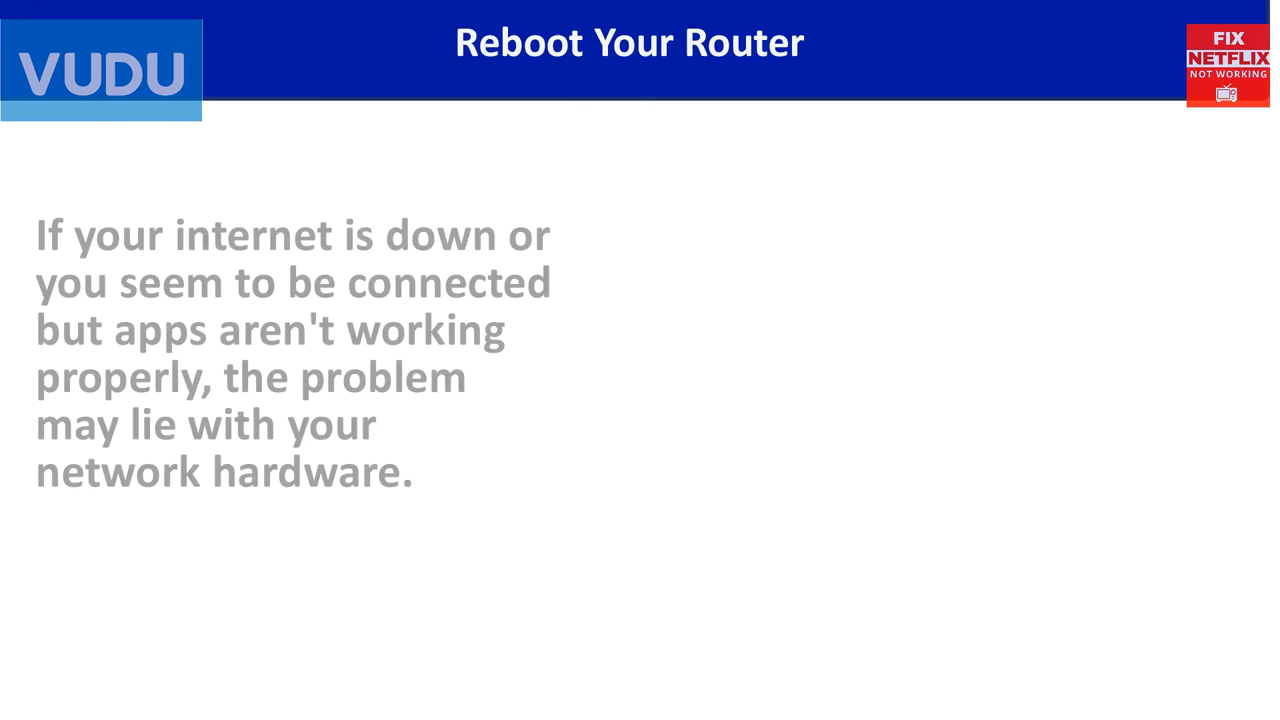 Reboot Your Router
VUDU
FIX
NETFLIX
NOT WORKING
If your internet is down or
you seem to be connected
but apps aren't working
properly, the problem
may lie with your
network hardware.